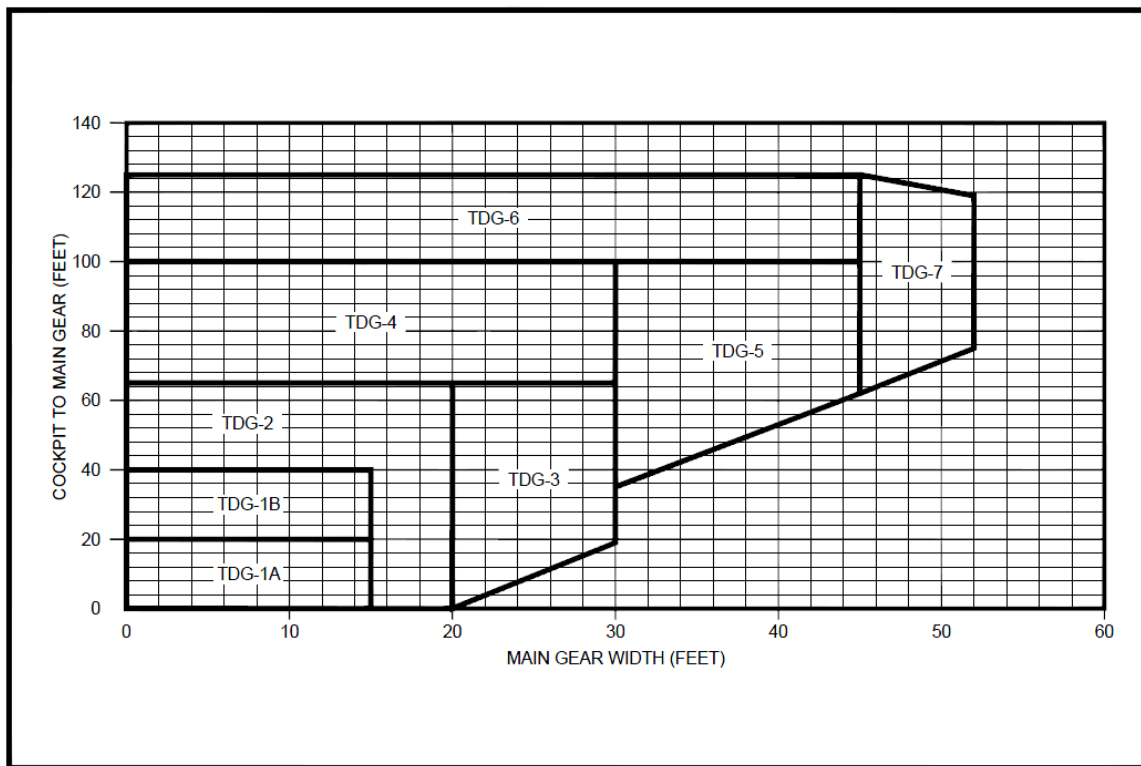 140
120
100
80
60
40
20
0
COCKPIT TO MAIN GEAR (FEET)
TDG-6
TDG-7
TDG-4
TDG-5
TDG-2
TDG-3
TDG-1B
TDG-1A
0 10 20 30 40 50 60
MAIN GEAR WIDTH (FEET)